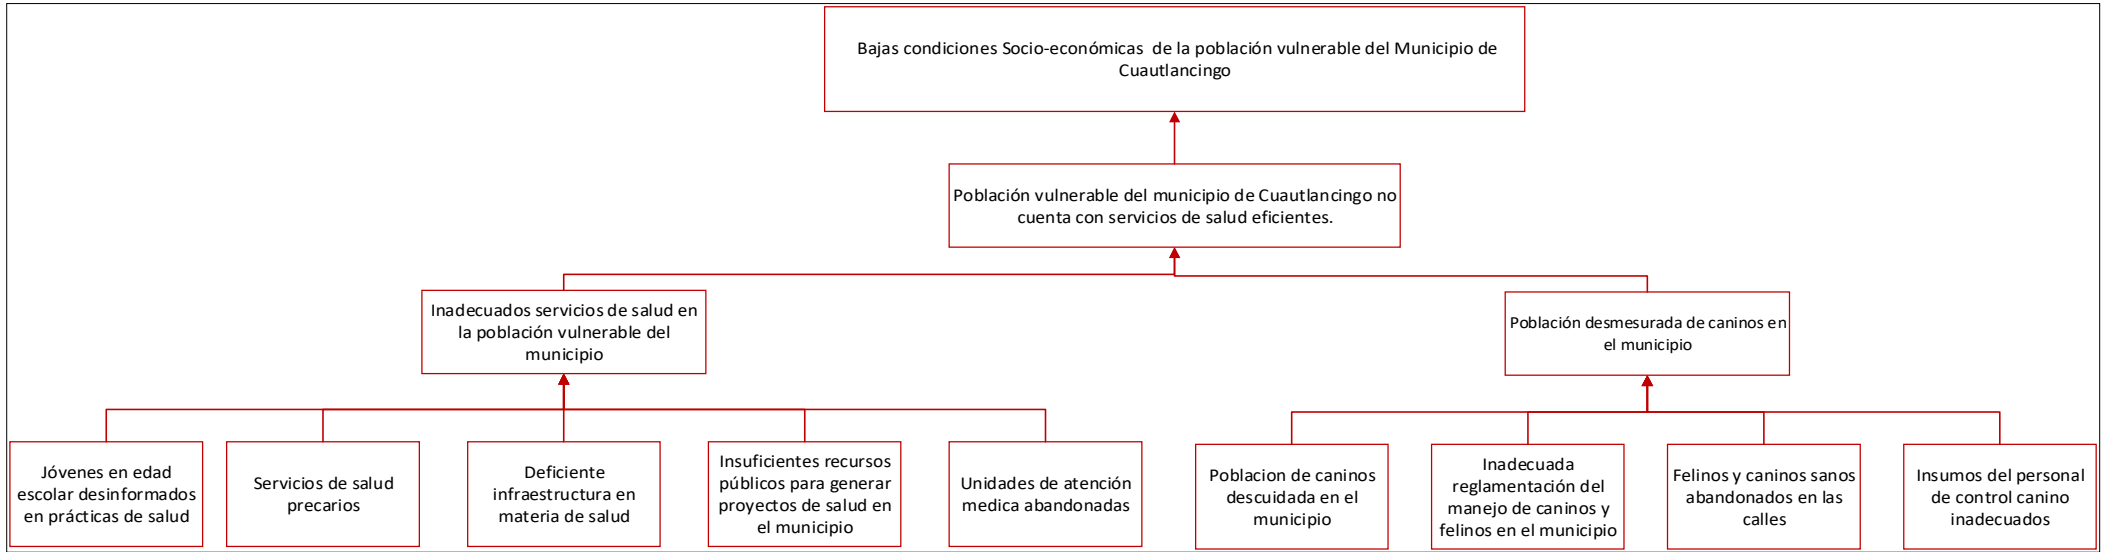 Bajas condiciones Socio-económicas de la población vulnerable del Municipio de
Cuautlancingo
Población vulnerable del municipio de Cuautlancingo no
cuenta con servicios de salud eficientes.
Inadecuados servicios de salud en
la población vulnerable del
municipio
Población desmesurada de caninos en
el municipio
Jóvenes en edad
escolar desinformados
en prácticas de salud
Servicios de salud
precarios
Deficiente
infraestructura en
materia de salud
Insuficientes recursos
públicos para generar
proyectos de salud en
el municipio
Unidades de atención
medica abandonadas
Poblacion de caninos
descuidada en el
municipio
Inadecuada
reglamentación del
manejo de caninos y
felinos en el municipio
Felinos y caninos sanos
abandonados en las
calles
Insumos del personal
de control canino
inadecuados